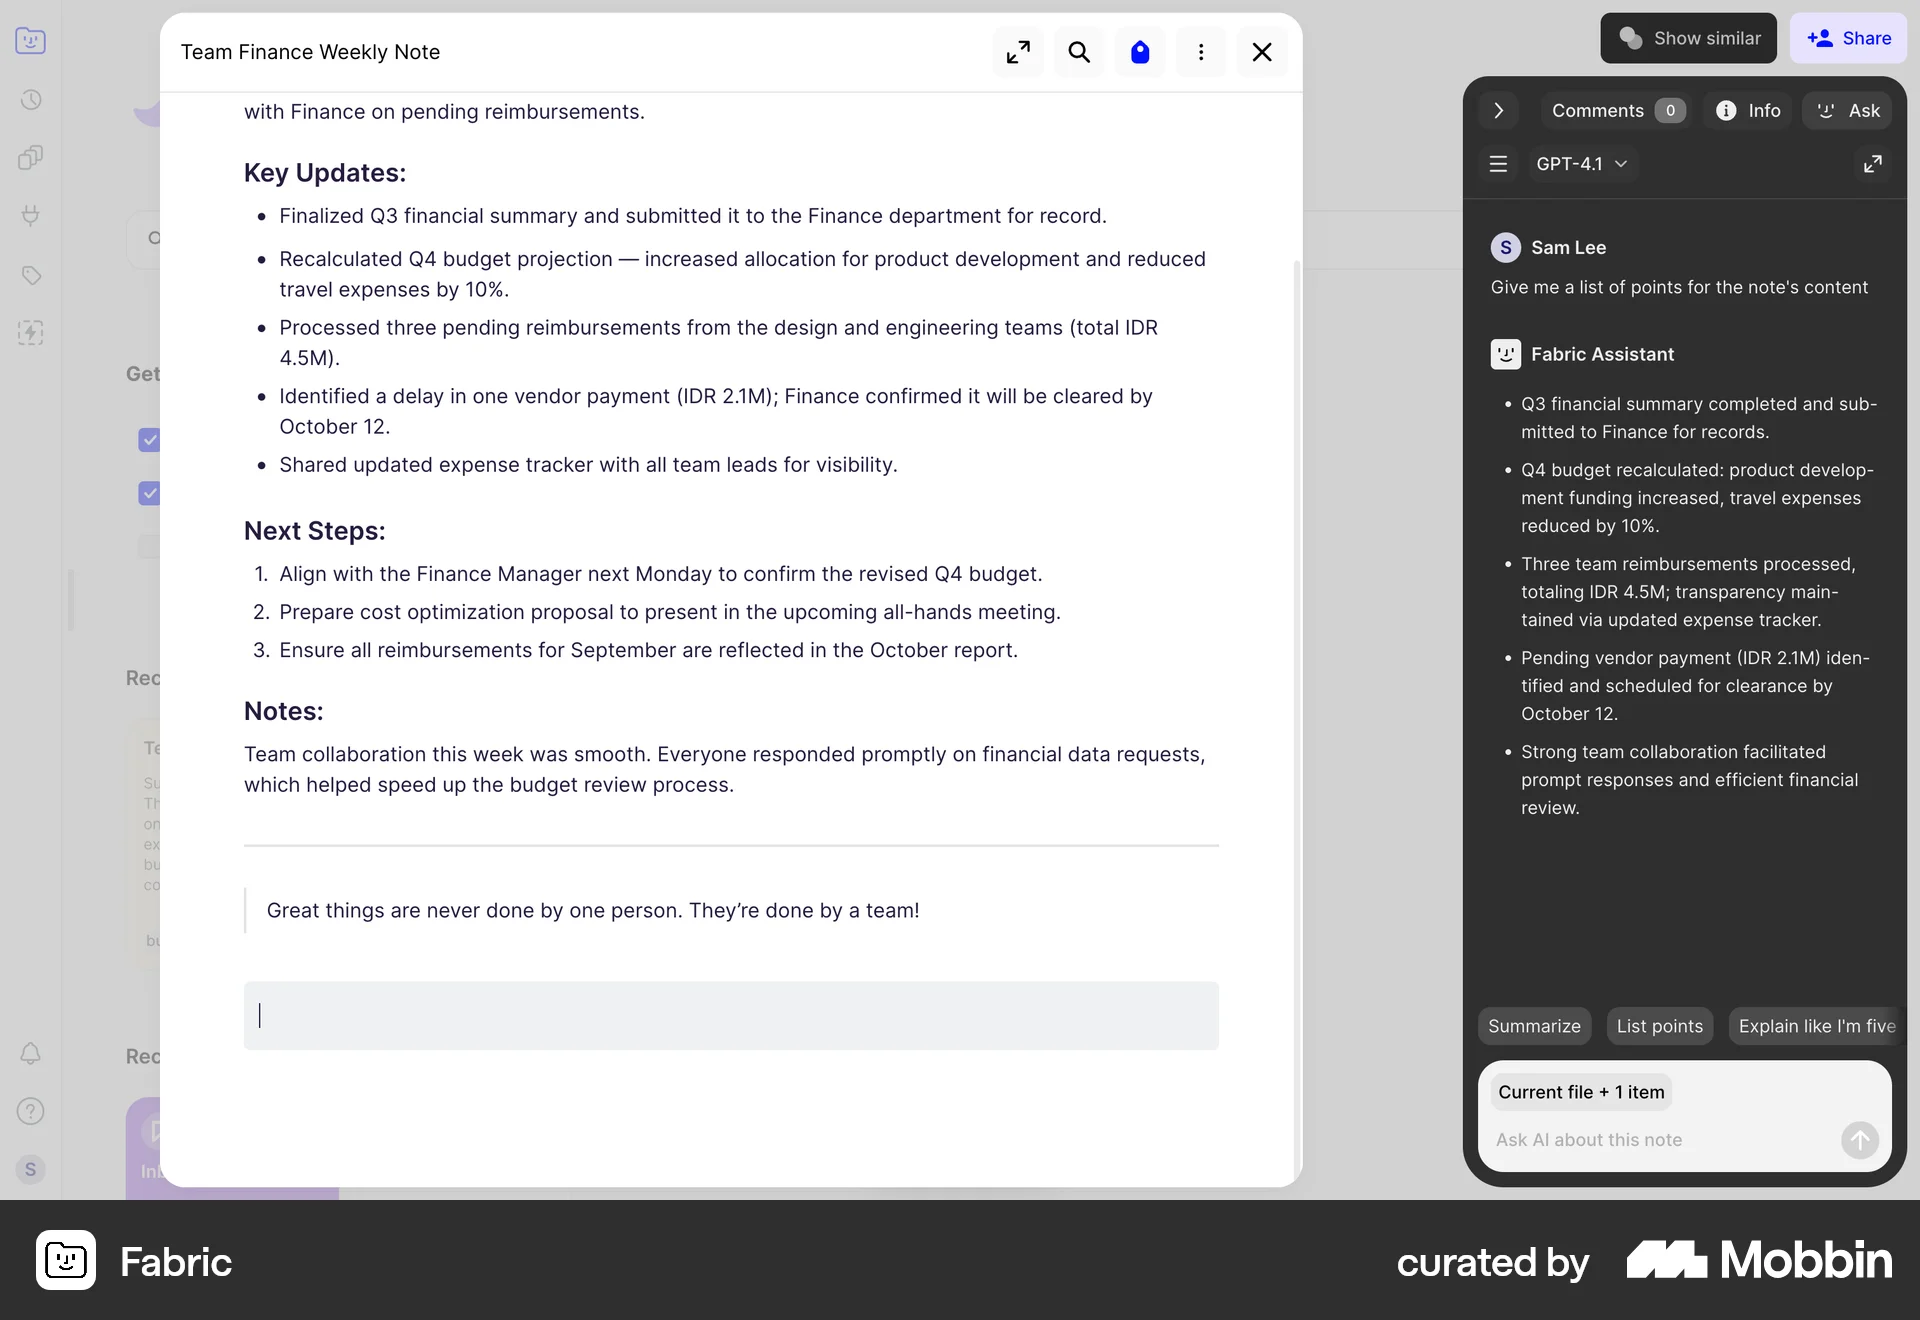 Team Finance Weekly Note
Show similar
Share
with Finance on pending reimbursements.
Key Updates:
• Finalized Q3 financial summary and submitted it to the Finance department for record.
• Recalculated Q4 budget projection — increased allocation for product development and reduced
travel expenses by 10%.
• Processed three pending reimbursements from the design and engineering teams (total IDR
4.5M).
• Identified a delay in one vendor payment (IDR 2.1M); Finance confirmed it will be cleared by
October 12.
• Shared updated expense tracker with all team leads for visibility.
Next Steps:
1. Align with the Finance Manager next Monday to confirm the revised Q4 budget.
2. Prepare cost optimization proposal to present in the upcoming all-hands meeting.
3. Ensure all reimbursements for September are reflected in the October report.
Notes:
Team collaboration this week was smooth. Everyone responded promptly on financial data requests,
which helped speed up the budget review process.
Great things are never done by one person. They’re done by a team!
Comments 0
Info
Ask
GPT-4.1
S Sam Lee
Give me a list of points for the note's content
Fabric Assistant
• Q3 financial summary completed and sub-
mitted to Finance for records.
• Q4 budget recalculated: product develop-
ment funding increased, travel expenses
reduced by 10%.
• Three team reimbursements processed,
totaling IDR 4.5M; transparency main-
tained via updated expense tracker.
• Pending vendor payment (IDR 2.1M) iden-
tified and scheduled for clearance by
October 12.
• Strong team collaboration facilitated
prompt responses and efficient financial
review.
Summarize
List points
Explain like I'm five
Current file + 1 item
Ask AI about this note
Get
Rec
Te
Su
Th
on
ex
bu
co
bu
Rec
Inl
S
Fabric
curated by Mobbin